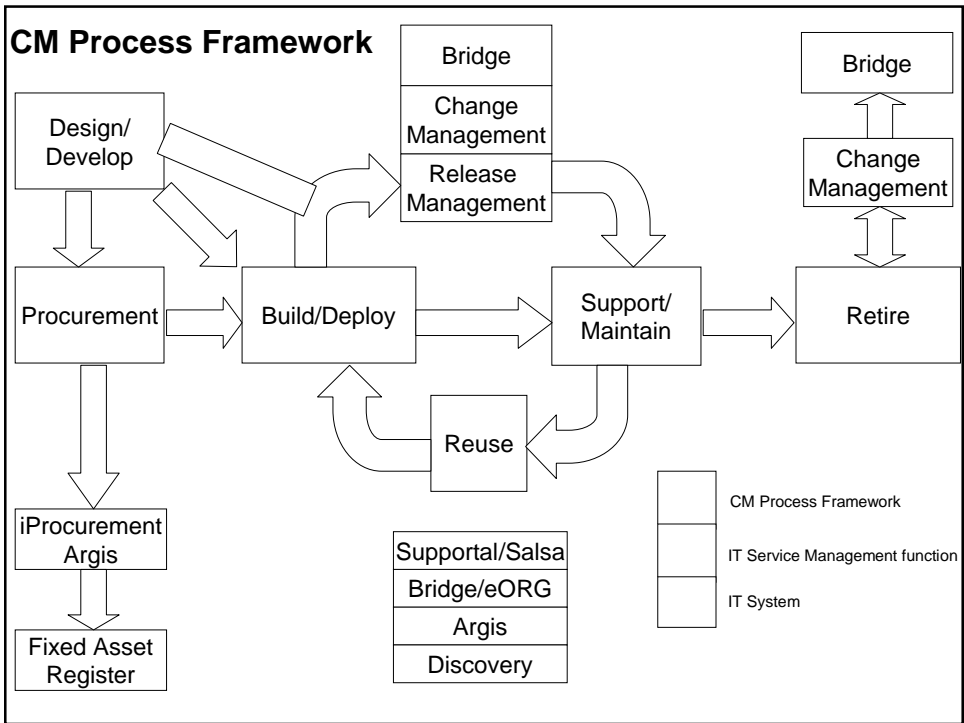 CM Process Framework
Bridge
Change
Management
Release
Management
Bridge
Change
Management
Design/
Develop
Procurement
Build/Deploy
Support/
Maintain
Retire
Reuse
iProcurement
Argis
Fixed Asset
Register
Supportal/Salsa
Bridge/eORG
Argis
Discovery
CM Process Framework
IT Service Management function
IT System